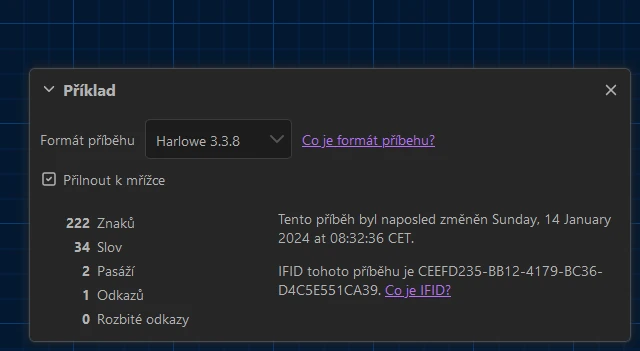 Příklad
Formátu příběhu Harlowe 3.3.8 Co je formát příbehu?
Přilnout k mřížce
222 Znaků
34 Slov
2 Pasáží
1 Odkazů
0 Rozbité odkazy
Tento příběh byl naposled změněn Sunday, 14 January
2024 at 08:32:36 CET.
IFID tohoto příběhu je CEEFD235-BB12-4179-BC36-
D4C5E551CA39. Co je IFID?